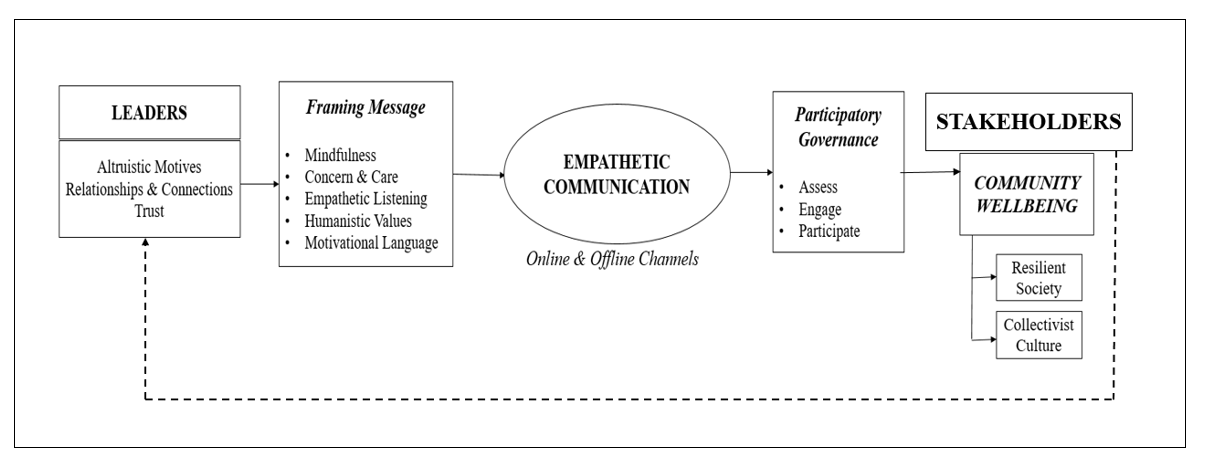 LEADERS
Altruistic Motives
Relationships & Connections
Trust
Framing Message
• Mindfulness
• Concern & Care
• Empathetic Listening
• Humanistic Values
• Motivational Language
EMPATHETIC
COMMUNICATION
Online & Offline Channels
Participatory
Governance
• Assess
• Engage
• Participate
STAKEHOLDERS
COMMUNITY
WELLBEING
Resilient
Society
Collectivist
Culture